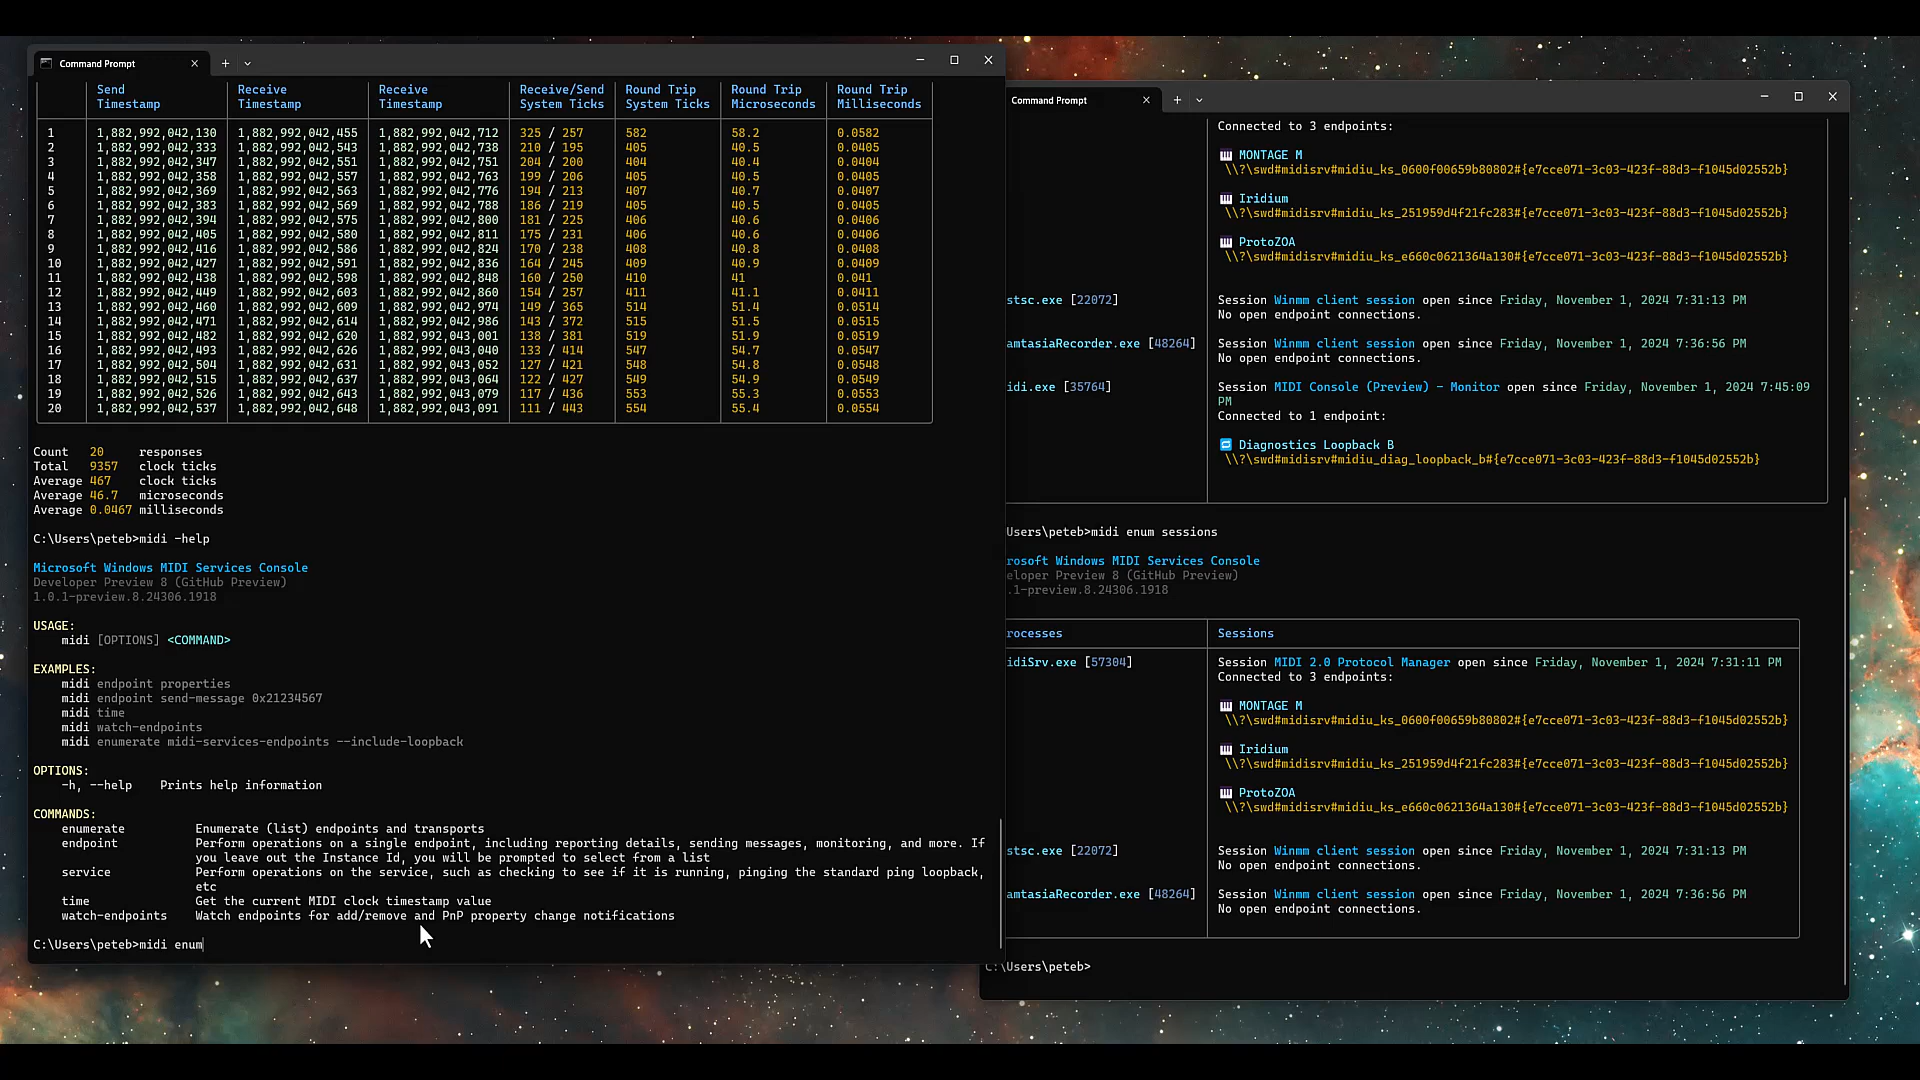 Command Prompt
Send Receive Receive Receive/Send Round Trip Round Trip Round Trip
Timestamp Timestamp Timestamp System Ticks System Ticks Microseconds Milliseconds
1 1,882,992,042,130 1,882,992,042,455 1,882,992,042,712 325 / 257 582 58.2 0.0582
2 1,882,992,042,333 1,882,992,042,543 1,882,992,042,738 210 / 195 405 40.5 0.0405
3 1,882,992,042,347 1,882,992,042,551 1,882,992,042,751 204 / 200 404 40.4 0.0404
4 1,882,992,042,358 1,882,992,042,557 1,882,992,042,763 199 / 206 405 40.5 0.0405
5 1,882,992,042,369 1,882,992,042,563 1,882,992,042,776 194 / 213 407 40.7 0.0407
6 1,882,992,042,383 1,882,992,042,569 1,882,992,042,788 186 / 219 405 40.5 0.0405
7 1,882,992,042,394 1,882,992,042,575 1,882,992,042,800 181 / 225 406 40.6 0.0406
8 1,882,992,042,405 1,882,992,042,580 1,882,992,042,811 175 / 231 406 40.6 0.0406
9 1,882,992,042,416 1,882,992,042,586 1,882,992,042,824 170 / 238 408 40.8 0.0408
10 1,882,992,042,427 1,882,992,042,591 1,882,992,042,836 164 / 245 409 40.9 0.0409
11 1,882,992,042,438 1,882,992,042,598 1,882,992,042,848 160 / 250 410 41 0.041
12 1,882,992,042,449 1,882,992,042,603 1,882,992,042,860 154 / 257 411 41.1 0.0411
13 1,882,992,042,460 1,882,992,042,609 1,882,992,042,974 149 / 365 514 51.4 0.0514
14 1,882,992,042,471 1,882,992,042,614 1,882,992,042,986 143 / 372 515 51.5 0.0515
15 1,882,992,042,482 1,882,992,042,620 1,882,992,043,001 138 / 381 519 51.9 0.0519
16 1,882,992,042,493 1,882,992,042,626 1,882,992,043,040 133 / 414 547 54.7 0.0547
17 1,882,992,042,504 1,882,992,042,631 1,882,992,043,052 127 / 421 548 54.8 0.0548
18 1,882,992,042,515 1,882,992,042,637 1,882,992,043,064 122 / 427 549 54.9 0.0549
19 1,882,992,042,526 1,882,992,042,643 1,882,992,043,079 117 / 436 553 55.3 0.0553
20 1,882,992,042,537 1,882,992,042,648 1,882,992,043,091 111 / 443 554 55.4 0.0554
Count 20 responses
Total 9357 clock ticks
Average 467 clock ticks
Average 46.7 microseconds
Average 0.0467 milliseconds
C:\Users\peteb>midi -help
Microsoft Windows MIDI Services Console
Developer Preview 8 (GitHub Preview)
1.0.1-preview.8.24306.1918
USAGE:
midi [OPTIONS] <COMMAND>
EXAMPLES:
midi endpoint properties
midi endpoint send-message 0x21234567
midi time
midi watch-endpoints
midi enumerate midi-services-endpoints --include-loopback
OPTIONS:
-h, --help Prints help information
COMMANDS:
enumerate Enumerate (list) endpoints and transports
endpoint Perform operations on a single endpoint, including reporting details, sending messages, monitoring, and more. If
you leave out the Instance Id, you will be prompted to select from a list
service Perform operations on the service, such as checking to see if it is running, pinging the standard ping loopback,
etc
time Get the current MIDI clock timestamp value
watch-endpoints Watch endpoints for add/remove and PnP property change notifications
C:\Users\peteb>midi enum
Command Prompt
Connected to 3 endpoints:
MONTAGE M
\\?\swd#midisrv#midiu_ks_0600f00659b80802#{e7cce071-3c03-423f-88d3-f1045d02552b}
Iridium
\\?\swd#midisrv#midiu_ks_251959d4f21fc283#{e7cce071-3c03-423f-88d3-f1045d02552b}
ProtoZOA
\\?\swd#midisrv#midiu_ks_e660c0621364a130#{e7cce071-3c03-423f-88d3-f1045d02552b}
stsc.exe [22072] Session Winmm client session open since Friday, November 1, 2024 7:31:13 PM
No open endpoint connections.
amtasiaRecorder.exe [48264] Session Winmm client session open since Friday, November 1, 2024 7:36:56 PM
No open endpoint connections.
idi.exe [35764] Session MIDI Console (Preview) - Monitor open since Friday, November 1, 2024 7:45:09
PM
Connected to 1 endpoint:
Diagnostics Loopback B
\\?\swd#midisrv#midiu_diag_loopback_b#{e7cce071-3c03-423f-88d3-f1045d02552b}
Users\peteb>midi enum sessions
rosoft Windows MIDI Services Console
eloper Preview 8 (GitHub Preview)
.1-preview.8.24306.1918
rocesses Sessions
idiSrv.exe [57304] Session MIDI 2.0 Protocol Manager open since Friday, November 1, 2024 7:31:11 PM
Connected to 3 endpoints:
MONTAGE M
\\?\swd#midisrv#midiu_ks_0600f00659b80802#{e7cce071-3c03-423f-88d3-f1045d02552b}
Iridium
\\?\swd#midisrv#midiu_ks_251959d4f21fc283#{e7cce071-3c03-423f-88d3-f1045d02552b}
ProtoZOA
\\?\swd#midisrv#midiu_ks_e660c0621364a130#{e7cce071-3c03-423f-88d3-f1045d02552b}
stsc.exe [22072] Session Winmm client session open since Friday, November 1, 2024 7:31:13 PM
No open endpoint connections.
amtasiaRecorder.exe [48264] Session Winmm client session open since Friday, November 1, 2024 7:36:56 PM
No open endpoint connections.
C:\Users\peteb>